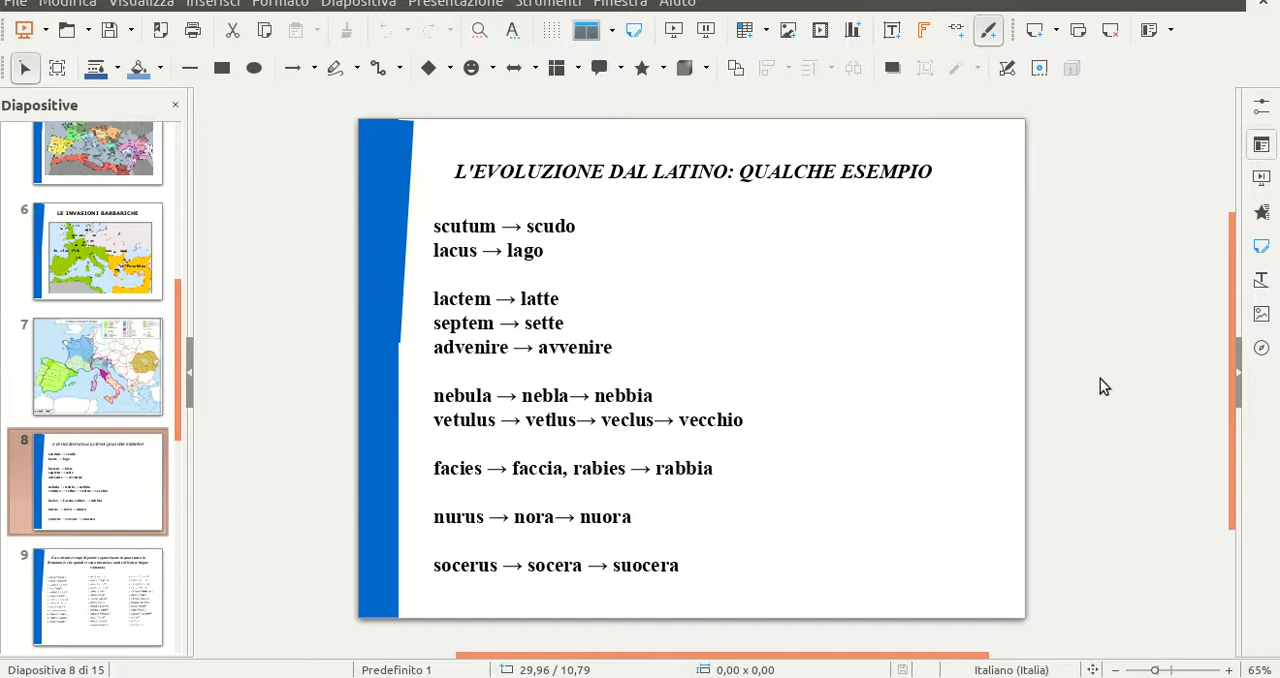 File Modifica Visualizza Inserisci Formato Diapositiva Presentazione Strumenti Finestra Aiuto
Diapositive
6
LE INVASIONI BARBARICHE
7
8
9
L'EVOLUZIONE DAL LATINO: QUALCHE ESEMPIO
scutum → scudo
lacus → lago
lactem → latte
septem → sette
advenire → avvenire
nebula → nebla→ nebbia
vetulus → vetlus→ veclus→ vecchio
facies → faccia, rabies → rabbia
nurus → nora→ nuora
socerus → socera → suocera
Diapositiva 8 di 15
Predefinito 1
29,96 / 10,79
0,00 x 0,00
Italiano (Italia)
65%